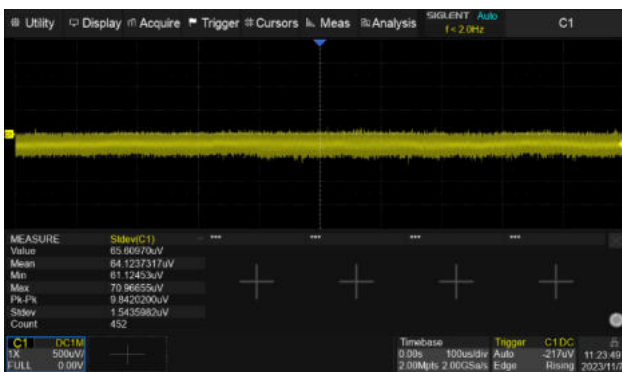 Utility Display Acquire Trigger Cursors Meas Analysis SIGLENT Auto C1
f < 2.0Hz
MEASURE Stdev(C1) *** *** *** ***
Value 65.60970uV
Mean 64.1237317uV
Min 61.12453uV
Max 70.96655uV
Pk-Pk 9.8420200uV
Stdev 1.5435982uV
Count 452
C1 DC1M Timebase Trigger C1 DC
1X 500uV/ 0.00s 100us/div Auto -217uV 11:23:49
FULL 0.00V 2.00Mpts 2.00GSa/s Edge Rising